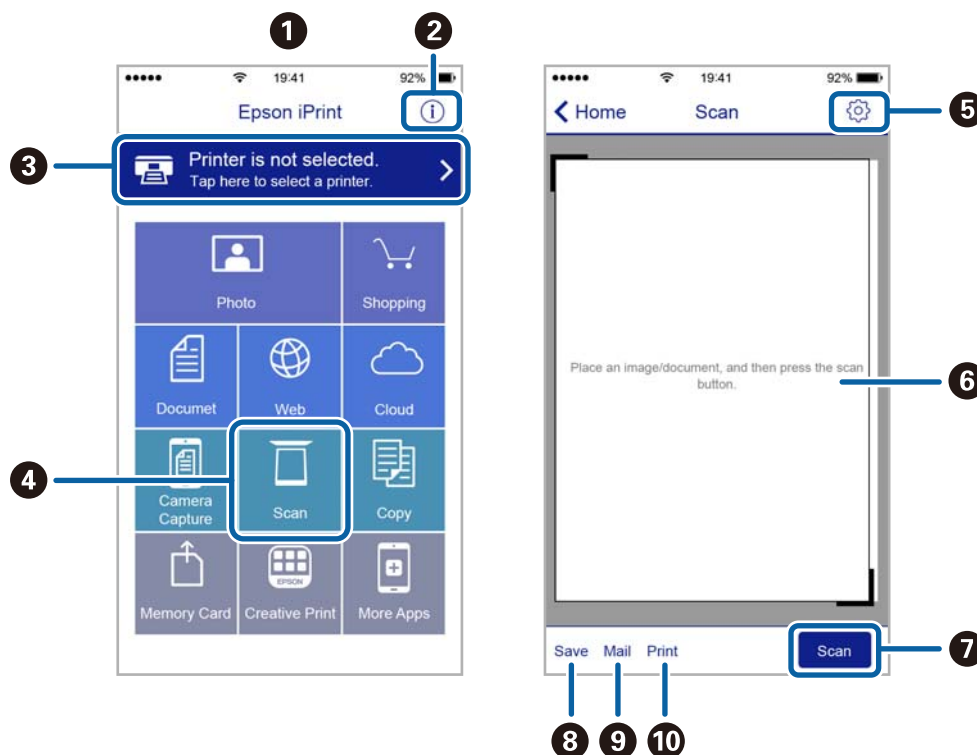 1
2
19:41
92%
Epson iPrint
3
Printer is not selected.
Tap here to select a printer.
Photo
Shopping
Documet
Web
Cloud
4
Camera
Capture
Scan
Copy
EPSON
Memory Card
Creative Print
More Apps
19:41
92%
Home
Scan
5
Place an image/document, and then press the scan
button.
6
Save
Mail
Print
Scan
7
8
9
10